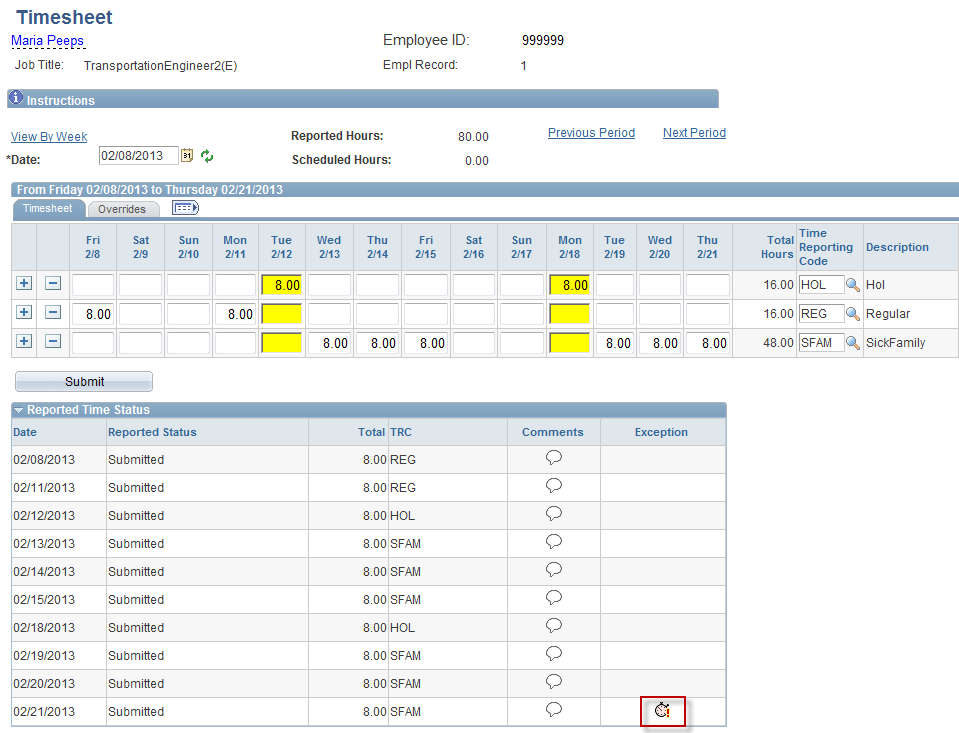 Timesheet
Maria Peeps Employee ID: 999999
Job Title: TransportationEngineer2(E) Empl Record: 1
Instructions
View By Week Reported Hours: 80.00 Previous Period Next Period
*Date: 02/08/2013 31 Scheduled Hours: 0.00
From Friday 02/08/2013 to Thursday 02/21/2013
Timesheet Overrides
Fri 2/8 Sat 2/9 Sun 2/10 Mon 2/11 Tue 2/12 Wed 2/13 Thu 2/14 Fri 2/15 Sat 2/16 Sun 2/17 Mon 2/18 Tue 2/19 Wed 2/20 Thu 2/21 Total Hours Time Reporting Code Description
8.00 8.00 16.00 HOL Hol
8.00 8.00 16.00 REG Regular
8.00 8.00 8.00 8.00 8.00 8.00 48.00 SFAM SickFamily
Submit
Reported Time Status
Date Reported Status Total TRC Comments Exception
02/08/2013 Submitted 8.00 REG
02/11/2013 Submitted 8.00 REG
02/12/2013 Submitted 8.00 HOL
02/13/2013 Submitted 8.00 SFAM
02/14/2013 Submitted 8.00 SFAM
02/15/2013 Submitted 8.00 SFAM
02/18/2013 Submitted 8.00 HOL
02/19/2013 Submitted 8.00 SFAM
02/20/2013 Submitted 8.00 SFAM
02/21/2013 Submitted 8.00 SFAM